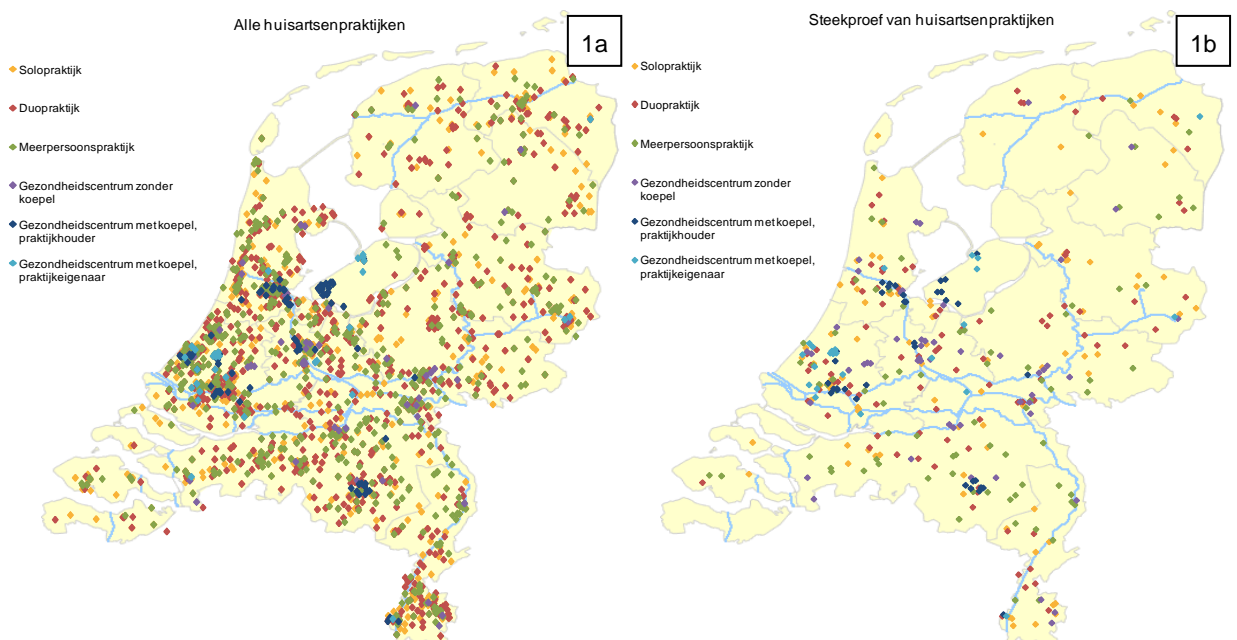 Alle huisartsenpraktijken
1a
Solopraktijk
Duopraktijk
Meerpersoonspraktijk
Gezondheidscentrum zonder
koepel
Gezondheidscentrum met koepel,
praktijkhouder
Gezondheidscentrum met koepel,
praktijkeigenaar
Steekproef van huisartsenpraktijken
1b
Solopraktijk
Duopraktijk
Meerpersoonspraktijk
Gezondheidscentrum zonder
koepel
Gezondheidscentrum met koepel,
praktijkhouder
Gezondheidscentrum met koepel,
praktijkeigenaar